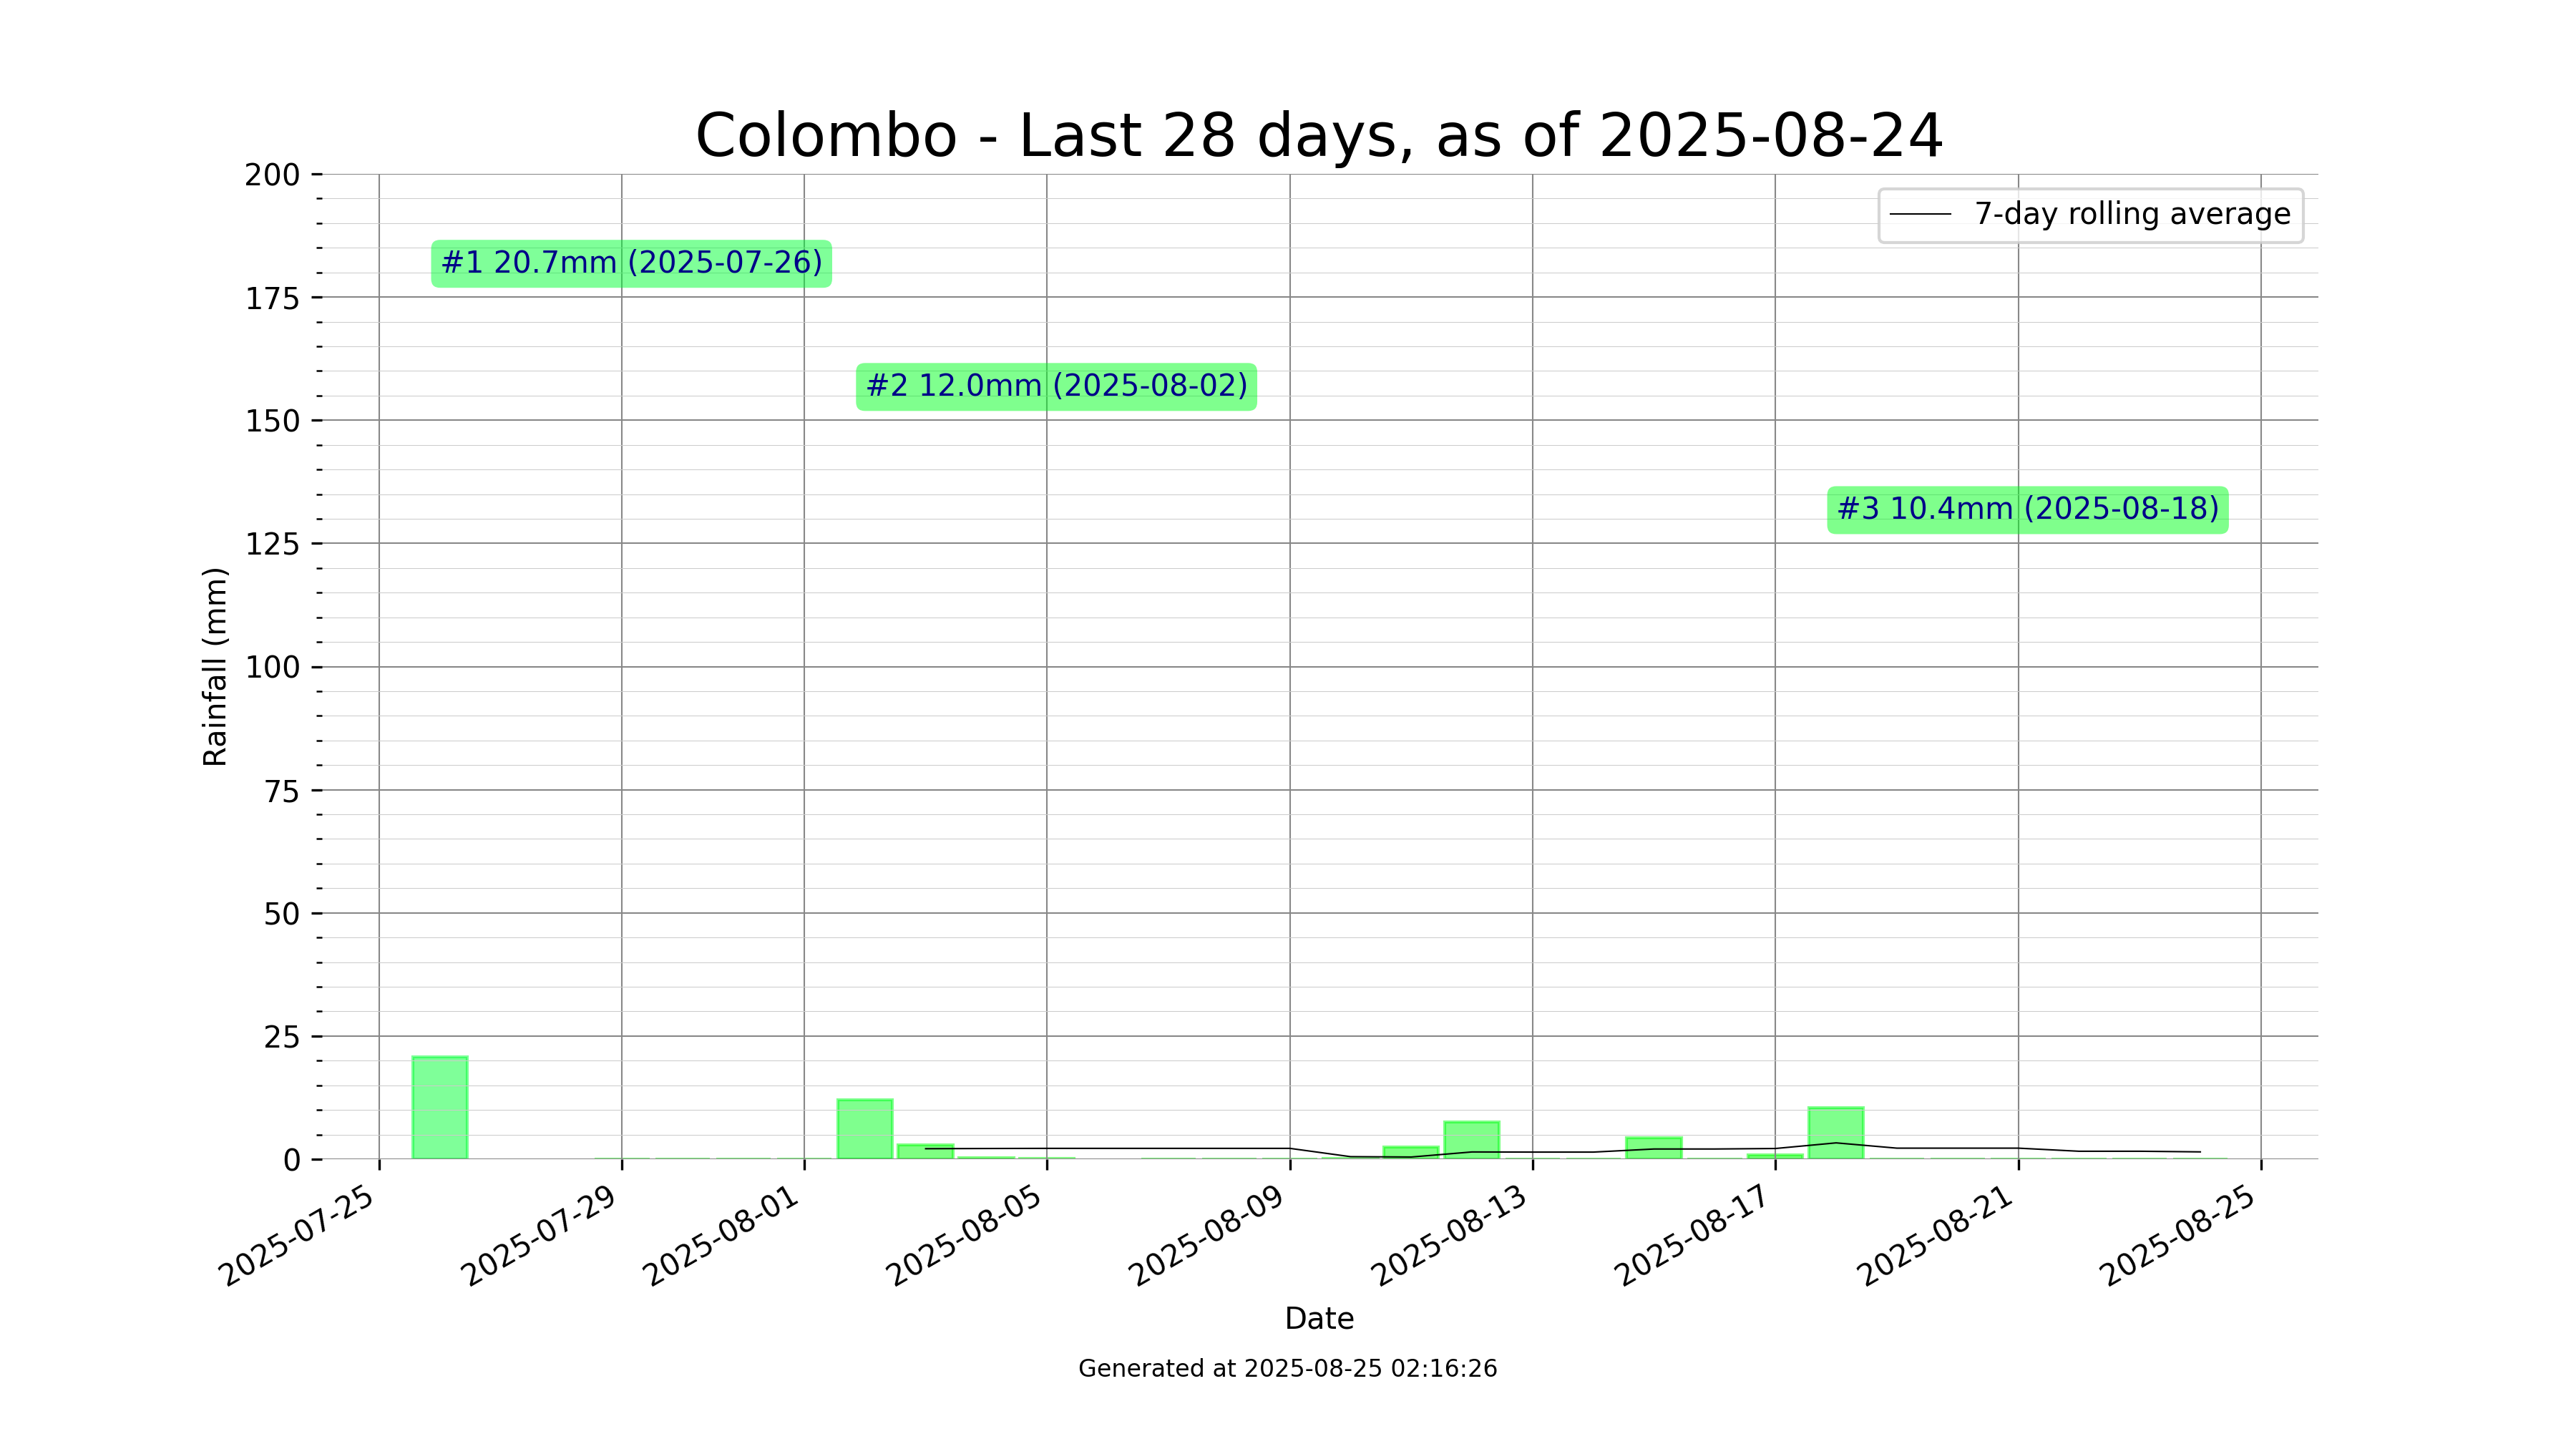 Colombo - Last 28 days, as of 2025-08-24
7-day rolling average
#1 20.7mm (2025-07-26)
#2 12.0mm (2025-08-02)
#3 10.4mm (2025-08-18)
Rainfall (mm)
200
175
150
125
100
75
50
25
0
2025-07-25
2025-07-29
2025-08-01
2025-08-05
2025-08-09
2025-08-13
2025-08-17
2025-08-21
2025-08-25
Date
Generated at 2025-08-25 02:16:26